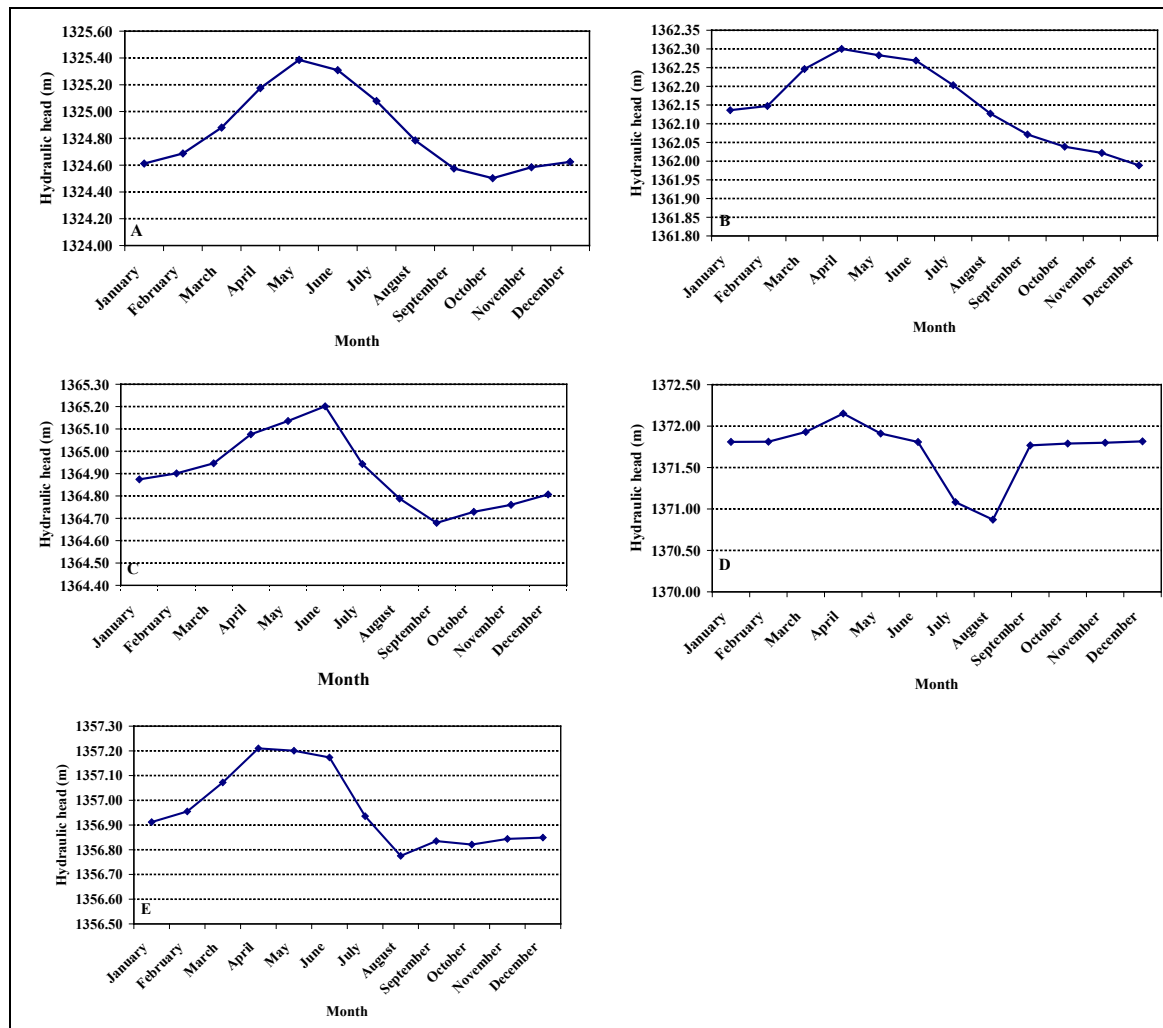 1325.60
1325.40
1325.20
1325.00
1324.80
1324.60
1324.40
1324.20
1324.00
Hydraulic head (m)
A
January
February
March
April
May
June
July
August
September
October
November
December
Month
1362.35
1362.30
1362.25
1362.20
1362.15
1362.10
1362.05
1362.00
1361.95
1361.90
1361.85
1361.80
Hydraulic head (m)
B
January
February
March
April
May
June
July
August
September
October
November
December
Month
1365.30
1365.20
1365.10
1365.00
1364.90
1364.80
1364.70
1364.60
1364.50
1364.40
Hydraulic head (m)
C
January
February
March
April
May
June
July
August
September
October
November
December
Month
1372.50
1372.00
1371.50
1371.00
1370.50
1370.00
Hydraulic head (m)
D
January
February
March
April
May
June
July
August
September
October
November
December
Month
1357.30
1357.20
1357.10
1357.00
1356.90
1356.80
1356.70
1356.60
1356.50
Hydraulic head (m)
E
January
February
March
April
May
June
July
August
September
October
November
December
Month